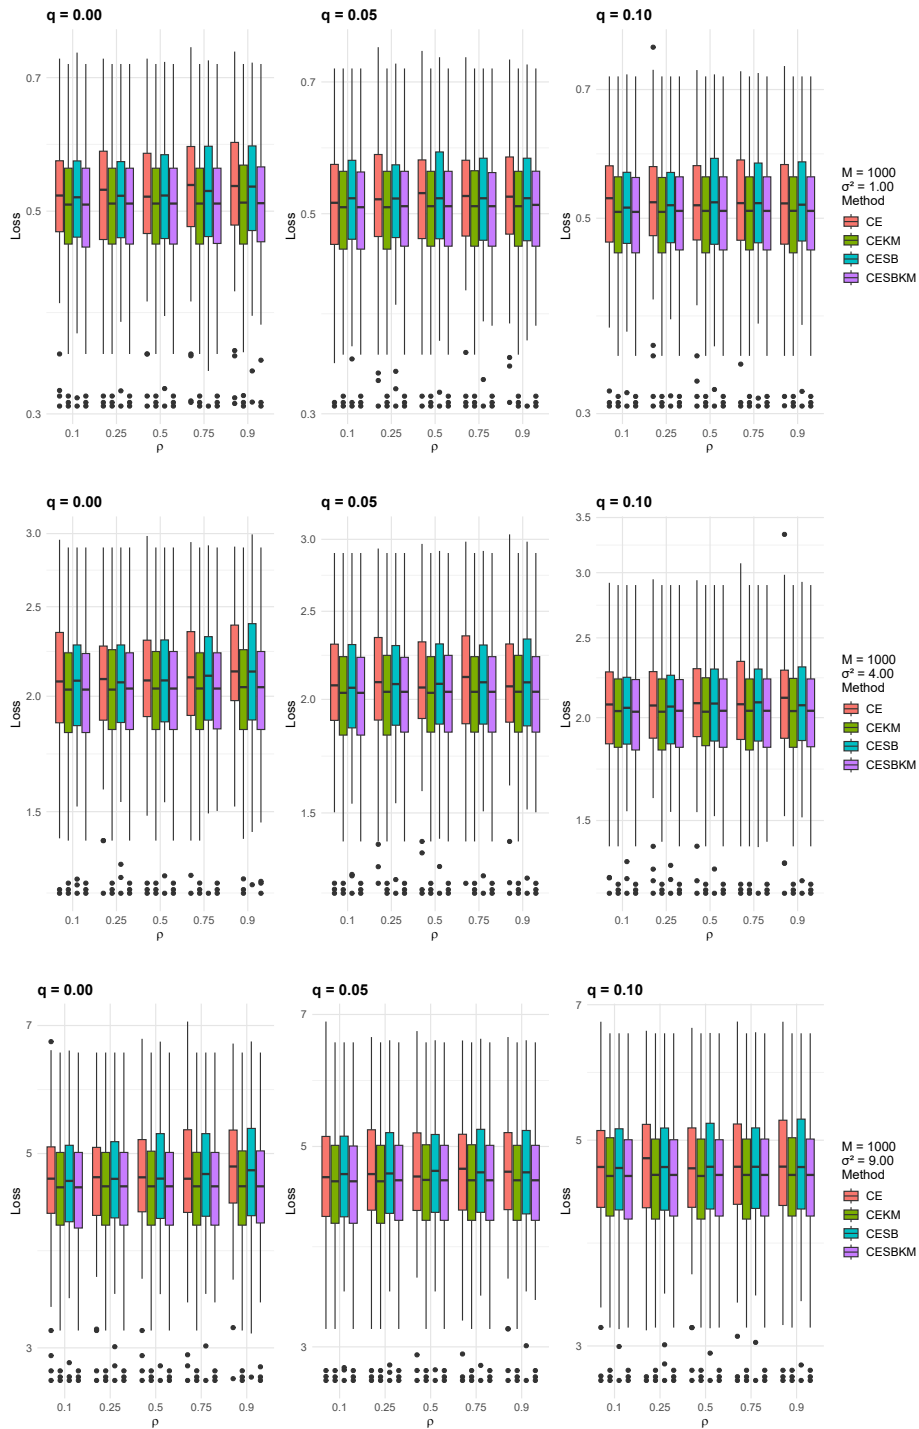 q = 0.00
q = 0.05
q = 0.10
0.7
0.5
0.3
Loss
0.1 0.25 0.5 0.75 0.9
ρ
0.7
0.5
0.3
Loss
0.1 0.25 0.5 0.75 0.9
ρ
0.7
0.5
0.3
Loss
0.1 0.25 0.5 0.75 0.9
ρ
M = 1000
σ² = 1.00
Method
CE
CEKM
CESB
CESBKM
q = 0.00
q = 0.05
q = 0.10
3.0
2.5
2.0
1.5
Loss
0.1 0.25 0.5 0.75 0.9
ρ
3.0
2.5
2.0
1.5
Loss
0.1 0.25 0.5 0.75 0.9
ρ
3.5
3.0
2.5
2.0
1.5
Loss
0.1 0.25 0.5 0.75 0.9
ρ
M = 1000
σ² = 4.00
Method
CE
CEKM
CESB
CESBKM
q = 0.00
q = 0.05
q = 0.10
7
5
3
Loss
0.1 0.25 0.5 0.75 0.9
ρ
7
5
3
Loss
0.1 0.25 0.5 0.75 0.9
ρ
7
5
3
Loss
0.1 0.25 0.5 0.75 0.9
ρ
M = 1000
σ² = 9.00
Method
CE
CEKM
CESB
CESBKM